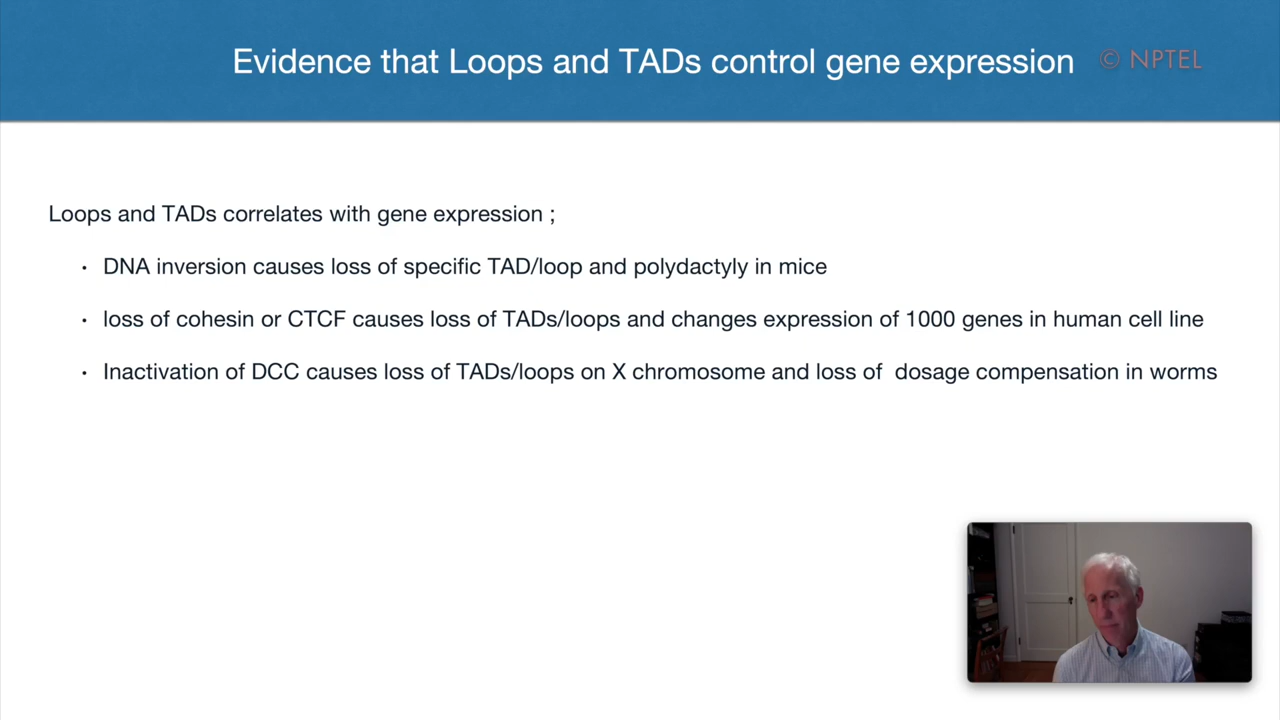 Evidence that Loops and TADs control gene expression
© NPTEL
Loops and TADs correlates with gene expression ;
· DNA inversion causes loss of specific TAD/loop and polydactyly in mice
· loss of cohesin or CTCF causes loss of TADs/loops and changes expression of 1000 genes in human cell line
· Inactivation of DCC causes loss of TADs/loops on X chromosome and loss of dosage compensation in worms